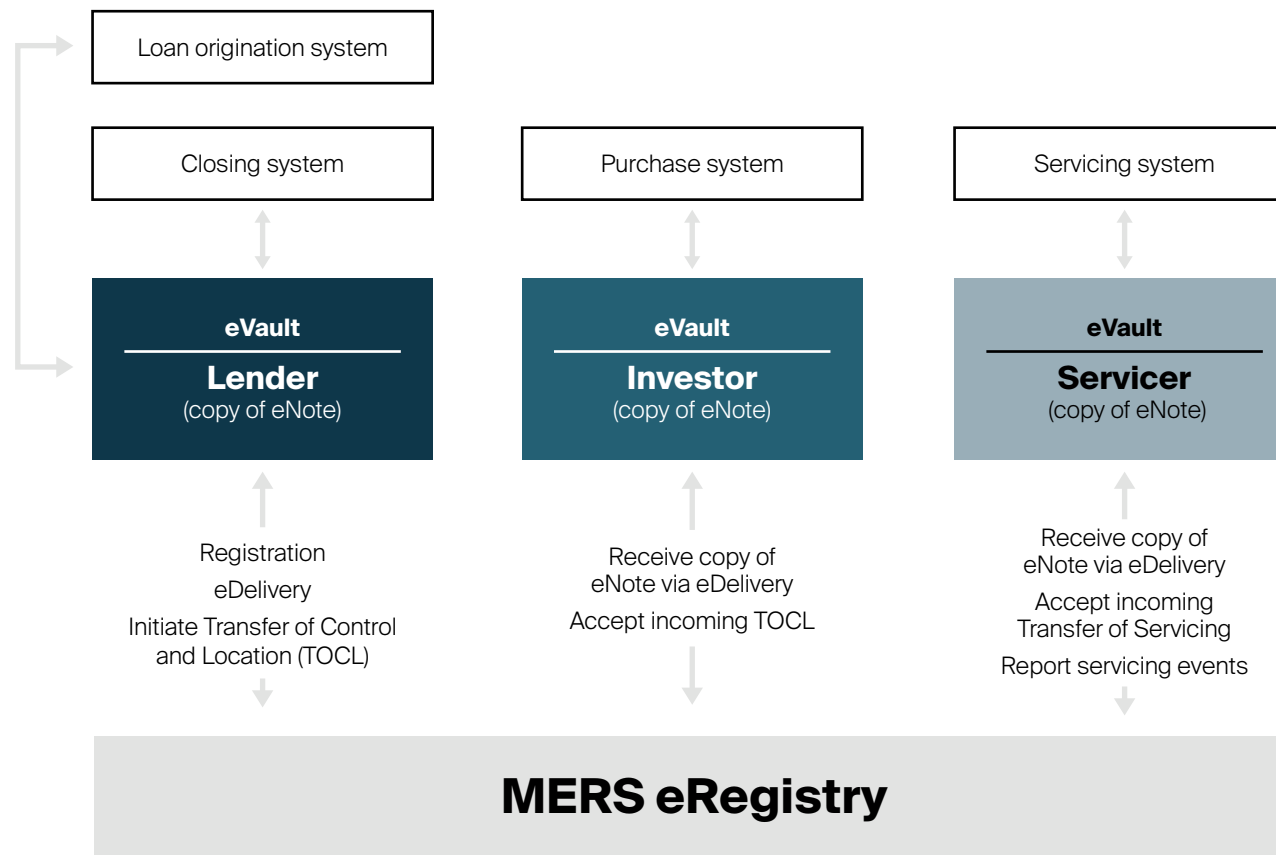 Loan origination system
Closing system
Purchase system
Servicing system
eVault
Lender
(copy of eNote)
eVault
Investor
(copy of eNote)
eVault
Servicer
(copy of eNote)
Registration
eDelivery
Initiate Transfer of Control
and Location (TOCL)
Receive copy of
eNote via eDelivery
Accept incoming TOCL
Receive copy of
eNote via eDelivery
Accept incoming
Transfer of Servicing
Report servicing events
MERS eRegistry